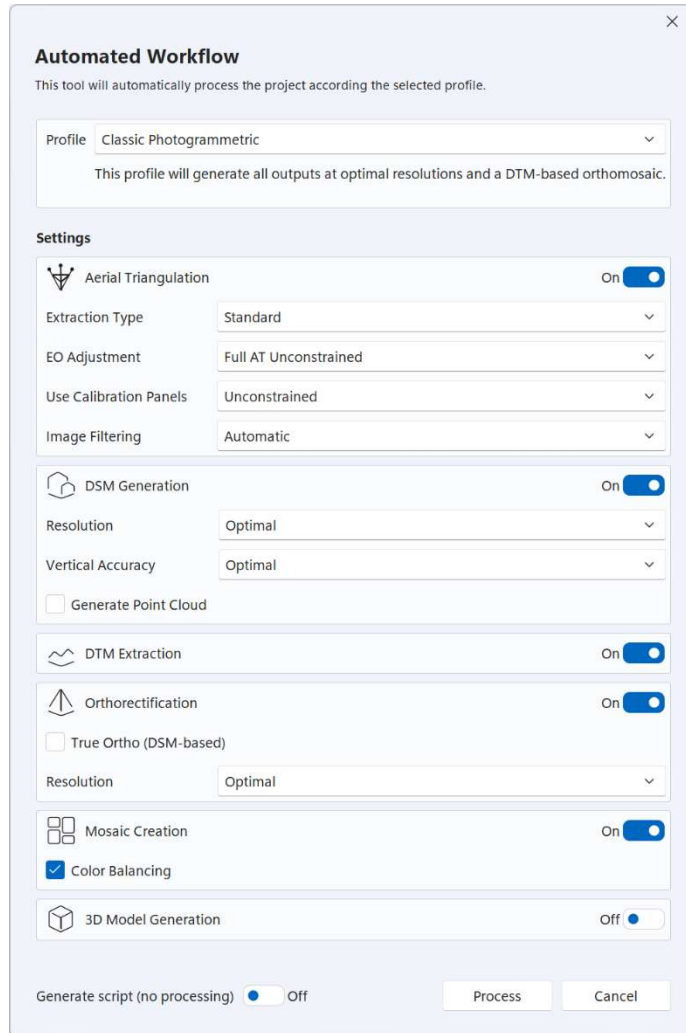 Automated Workflow
This tool will automatically process the project according the selected profile.
Profile Classic Photogrammetric
This profile will generate all outputs at optimal resolutions and a DTM-based orthomosaic.
Settings
Aerial Triangulation On
Extraction Type Standard
EO Adjustment Full AT Unconstrained
Use Calibration Panels Unconstrained
Image Filtering Automatic
DSM Generation On
Resolution Optimal
Vertical Accuracy Optimal
Generate Point Cloud
DTM Extraction On
Orthorectification On
True Ortho (DSM-based)
Resolution Optimal
Mosaic Creation On
Color Balancing
3D Model Generation Off
Generate script (no processing) Off Process Cancel